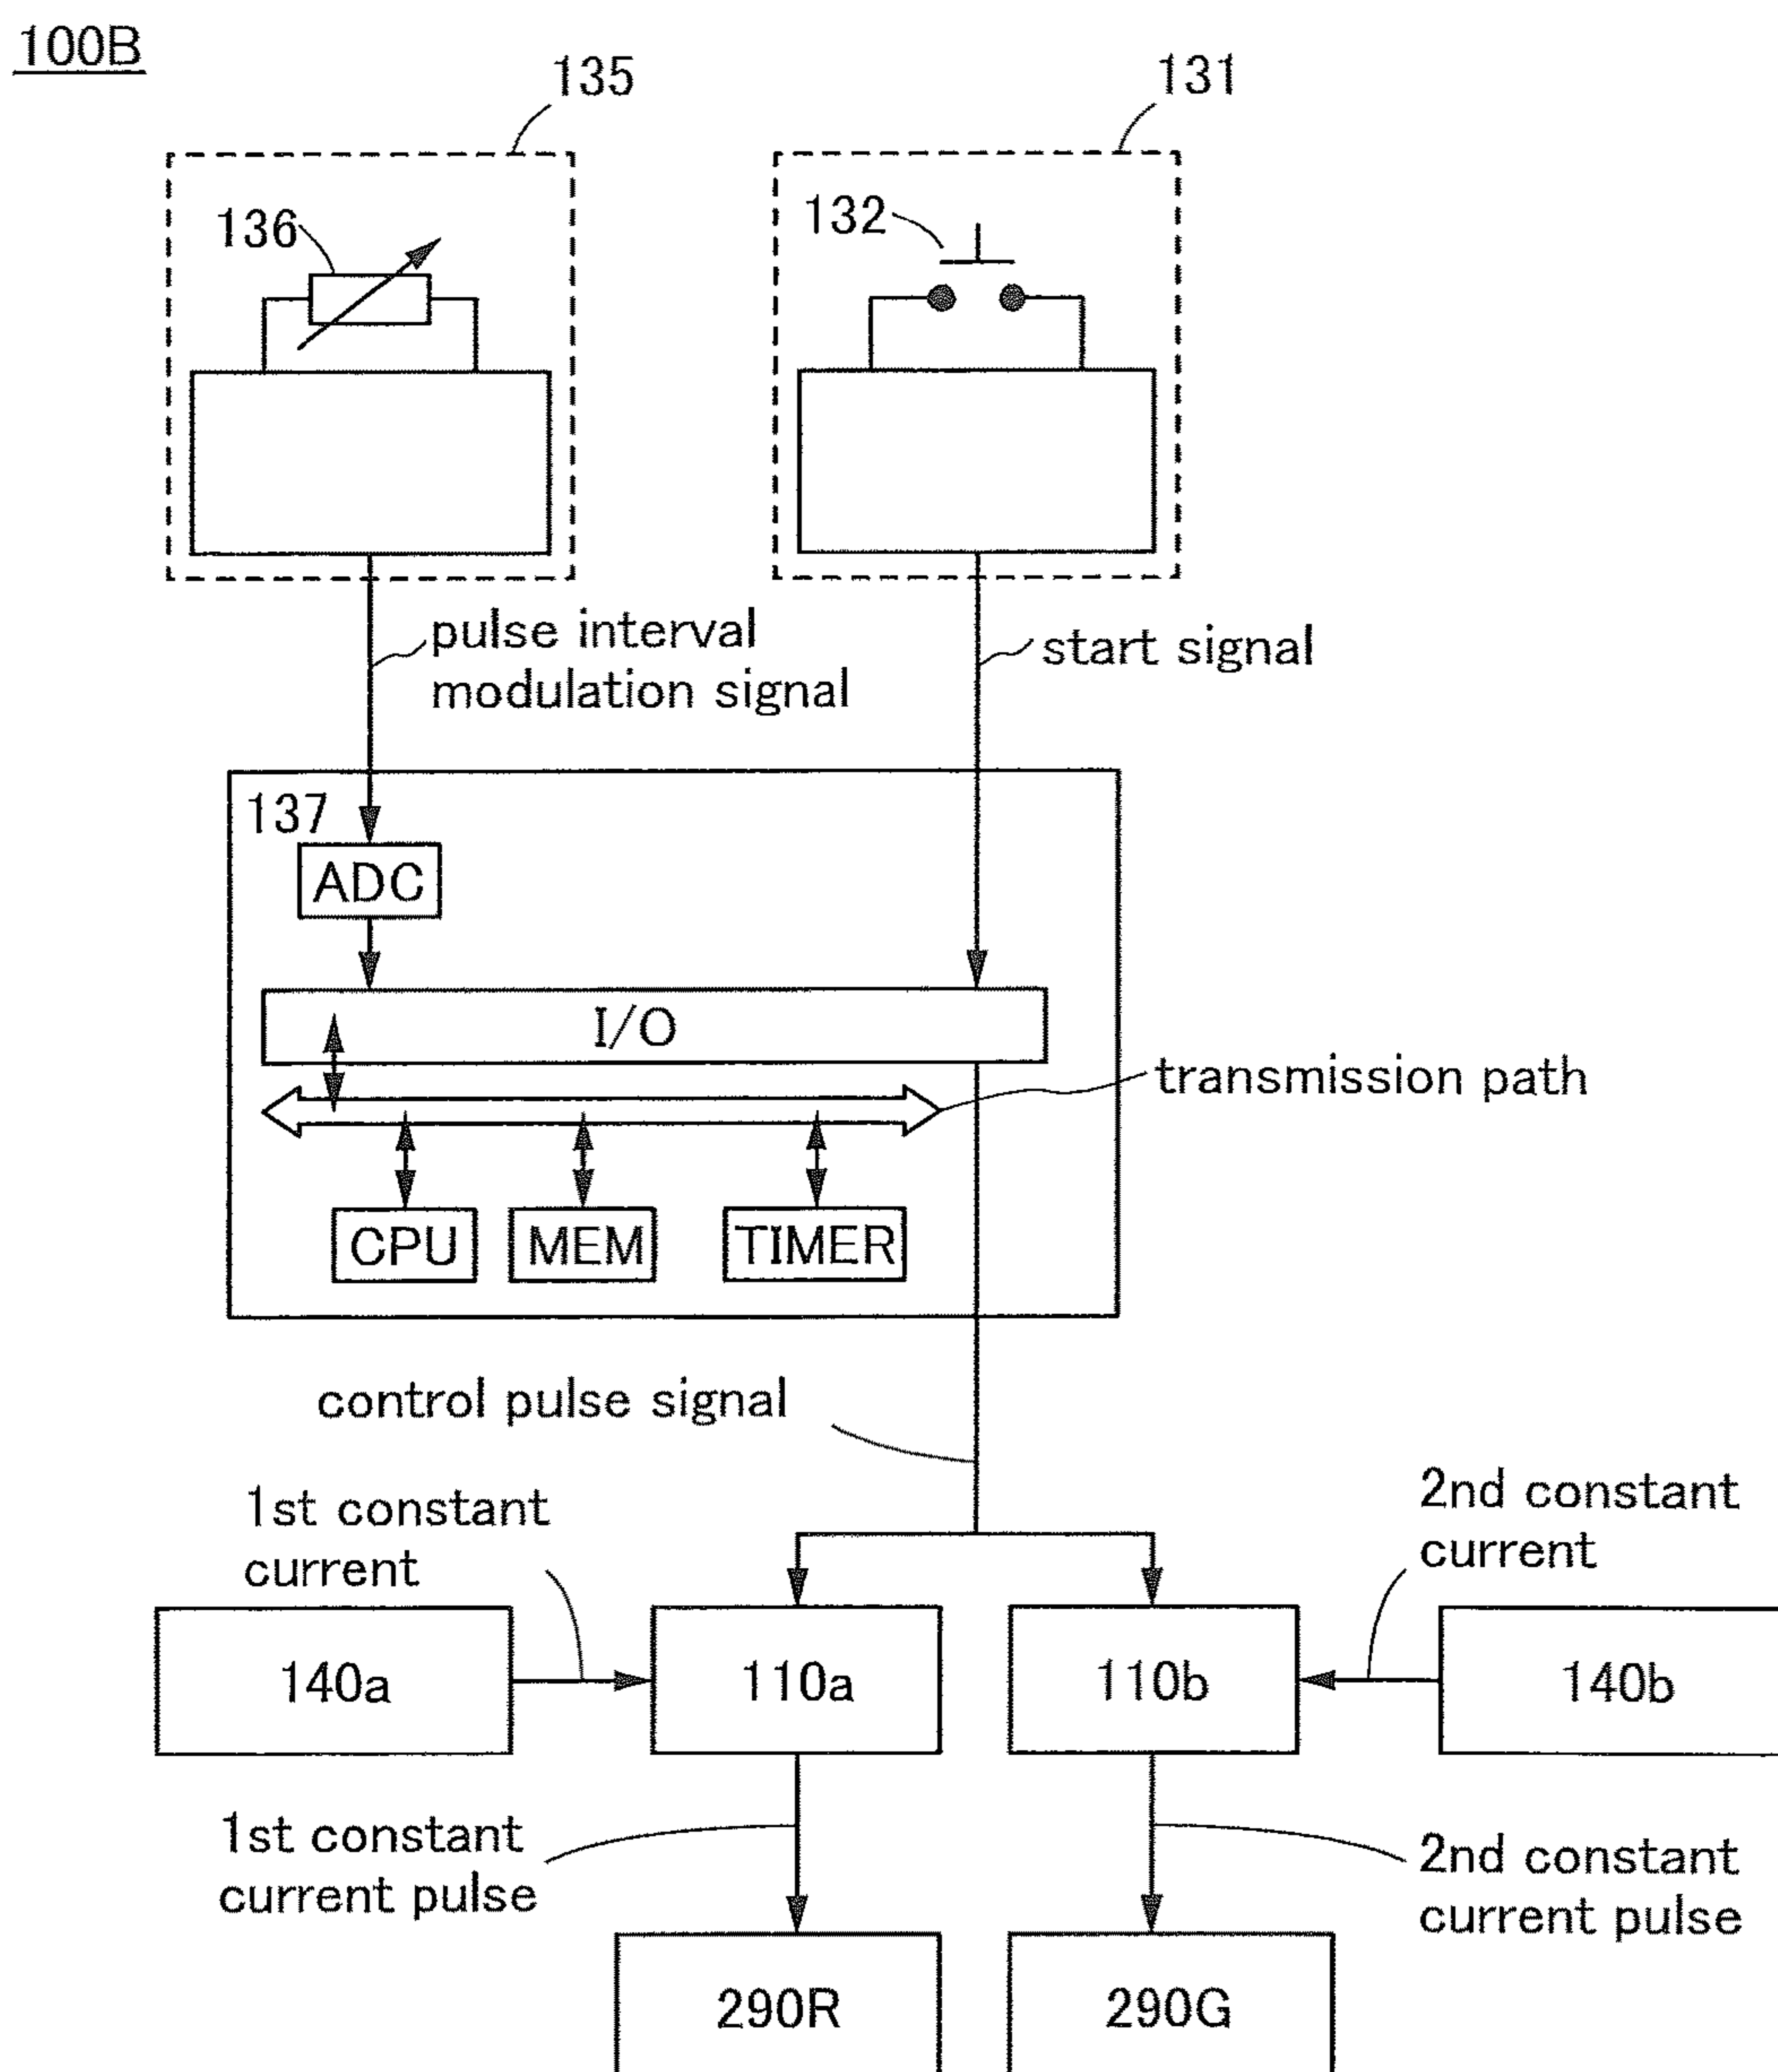 100B
135
131
136
132
pulse interval
modulation signal
start signal
137
ADC
I/O
transmission path
CPU
MEM
TIMER
control pulse signal
1st constant
current
2nd constant
current
140a
110a
110b
140b
1st constant
current pulse
2nd constant
current pulse
290R
290G